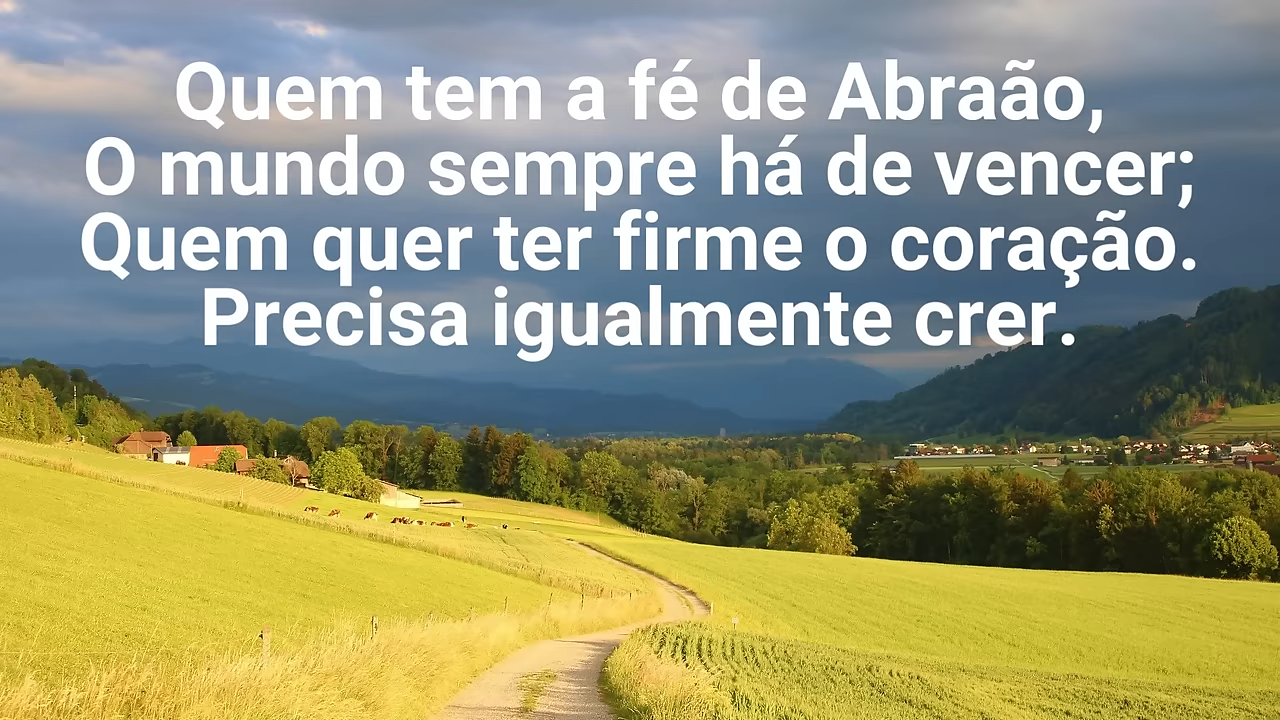 Quem tem a fé de Abraão,
O mundo sempre há de vencer;
Quem quer ter firme o coração.
Precisa igualmente crer.